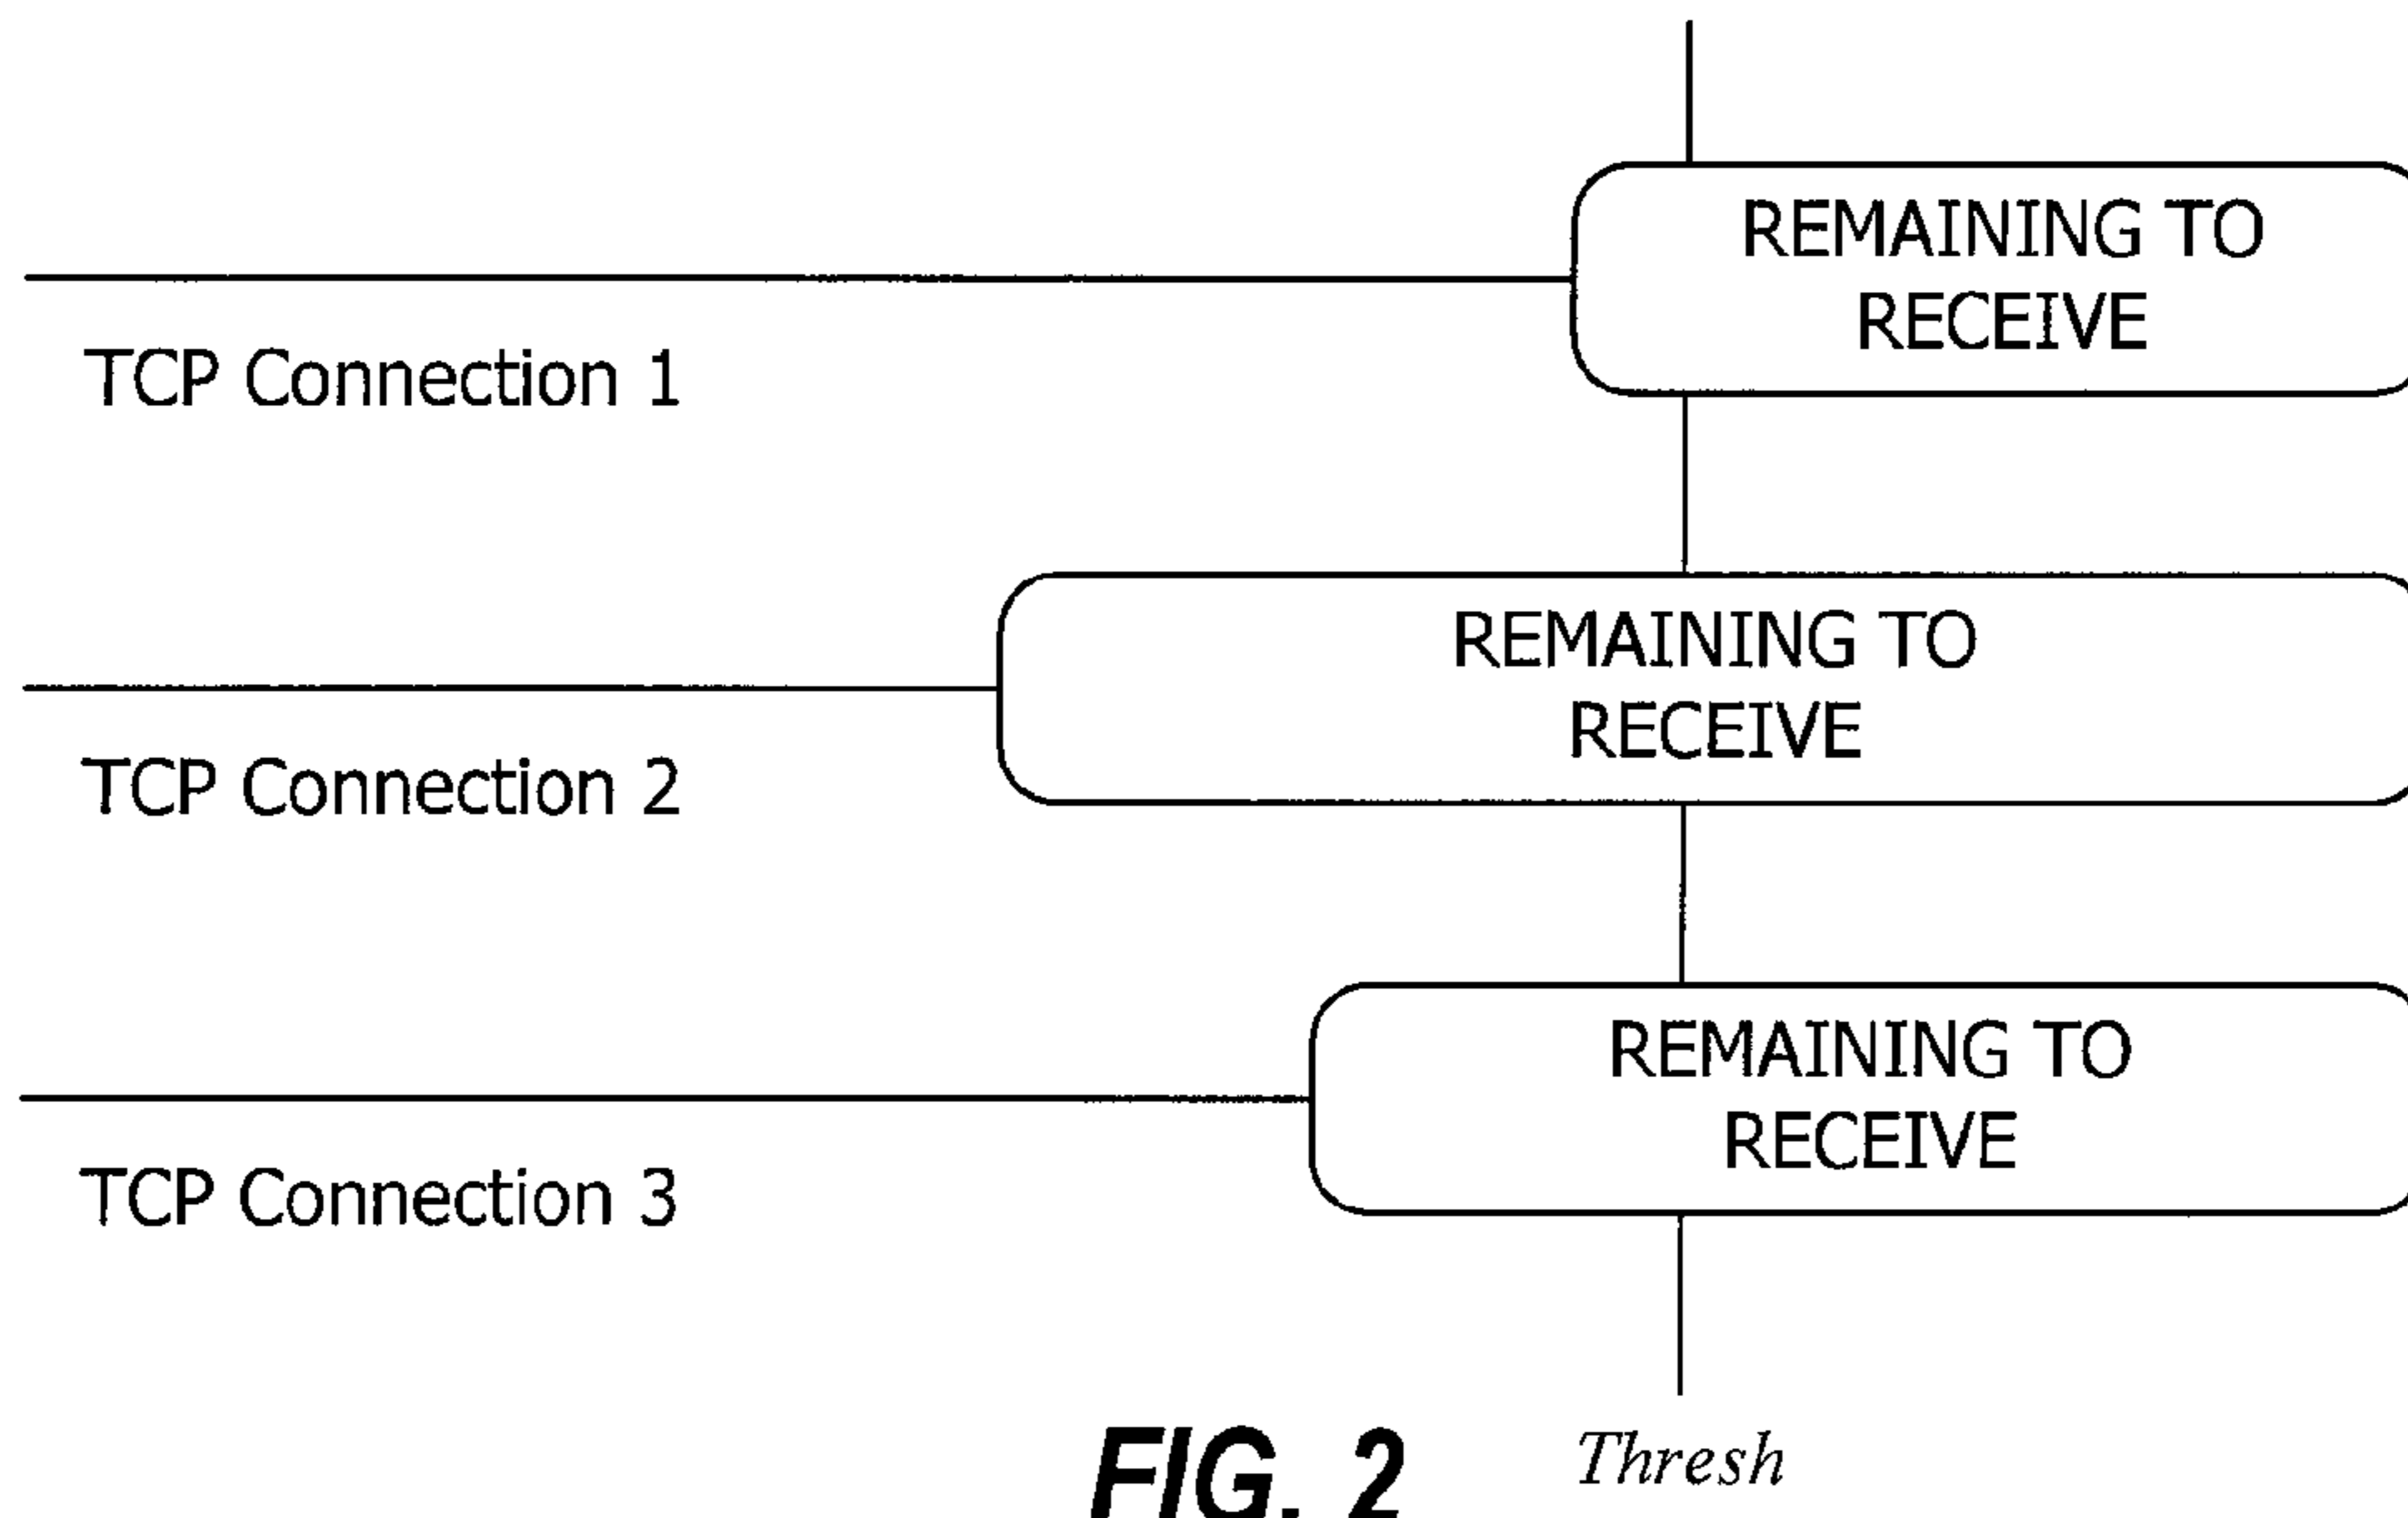 REMAINING TO
RECEIVE
TCP Connection 1
REMAINING TO
RECEIVE
TCP Connection 2
REMAINING TO
RECEIVE
TCP Connection 3
FIG. 2
Thresh